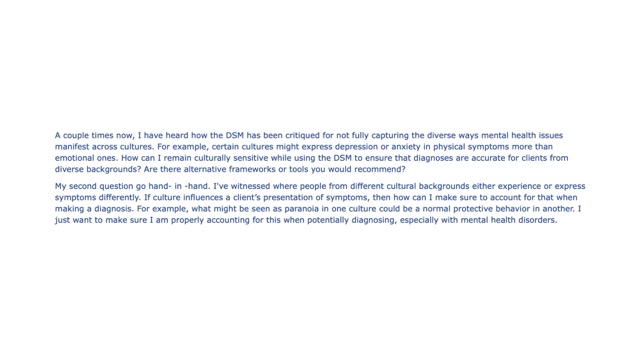 A couple times now, I have heard how the DSM has been critiqued for not fully capturing the diverse ways mental health issues
manifest across cultures. For example, certain cultures might express depression or anxiety in physical symptoms more than
emotional ones. How can I remain culturally sensitive while using the DSM to ensure that diagnoses are accurate for clients from
diverse backgrounds? Are there alternative frameworks or tools you would recommend?
My second question go hand- in -hand. I've witnessed where people from different cultural backgrounds either experience or express
symptoms differently. If culture influences a client's presentation of symptoms, then how can I make sure to account for that when
making a diagnosis. For example, what might be seen as paranoia in one culture could be a normal protective behavior in another. I
just want to make sure I am properly accounting for this when potentially diagnosing, especially with mental health disorders.